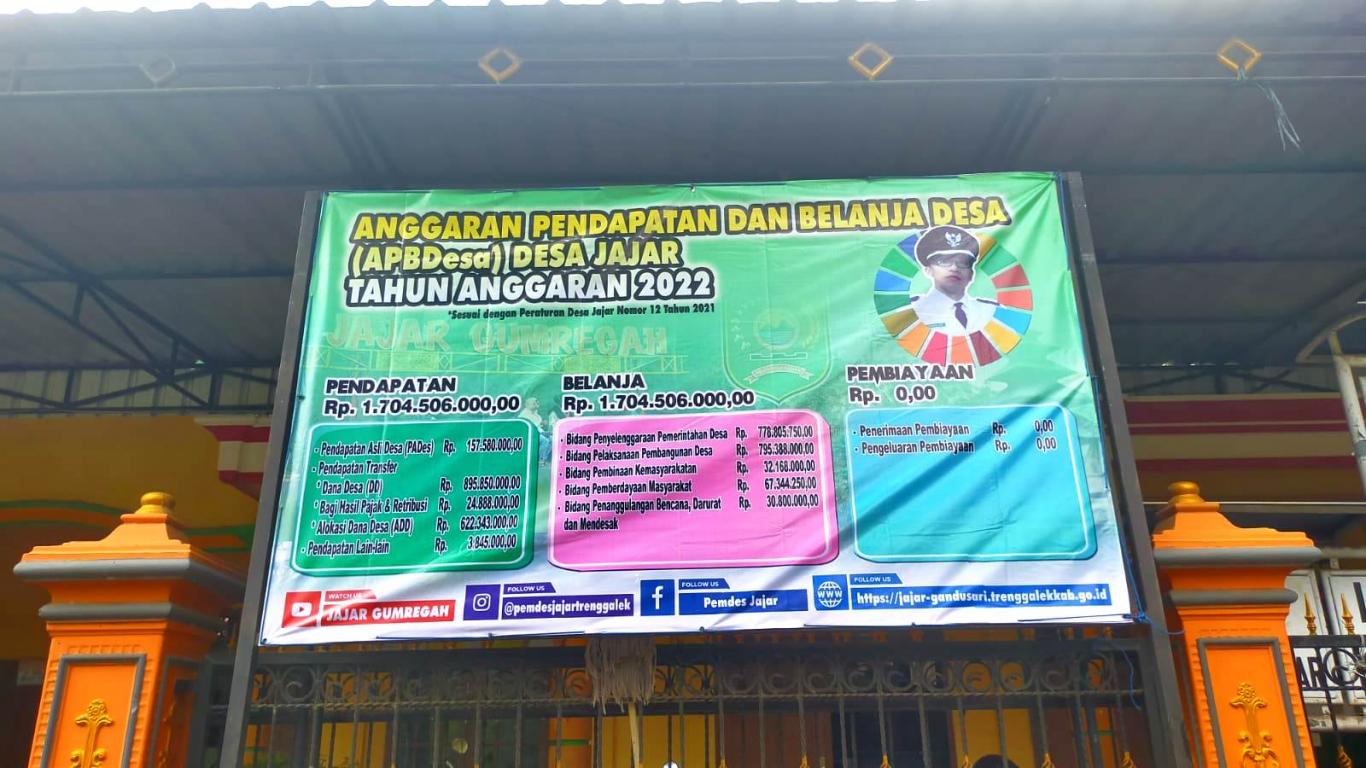 ANGGARAN PENDAPATAN DAN BELANJA DESA
(APBDesa) DESA JAJAR
TAHUN ANGGARAN 2022
*Sesuai dengan Peraturan Desa Jajar Nomor 12 Tahun 2021
JAJAR GUMREGAH
PENDAPATAN
Rp. 1.704.506.000,00
- Pendapatan Asli Desa (PADes) Rp. 157.580.000,00
- Pendapatan Transfer
* Dana Desa (DD) Rp. 895.850.000,00
* Bagi Hasil Pajak & Retribusi Rp. 24.888.000,00
* Alokasi Dana Desa (ADD) Rp. 622.343.000,00
- Pendapatan Lain-lain Rp. 3.845.000,00
BELANJA
Rp. 1.704.506.000,00
- Bidang Penyelenggaraan Pemerintahan Desa Rp. 778.805.750,00
- Bidang Pelaksanaan Pembangunan Desa Rp. 795.388.000,00
- Bidang Pembinaan Kemasyarakatan Rp. 32.168.000,00
- Bidang Pemberdayaan Masyarakat Rp. 67.344.250,00
- Bidang Penanggulangan Bencana, Darurat Rp. 30.800.000,00
dan Mendesak
PEMBIAYAAN
Rp. 0,00
- Penerimaan Pembiayaan Rp. 0,00
- Pengeluaran Pembiayaan Rp. 0,00
WATCH US
JAJAR GUMREGAH
FOLLOW US
@pemdesjajartrenggalek
FOLLOW US
Pemdes Jajar
WWW
FOLLOW US
https://jajar-gandusari.trenggalekkab.go.id